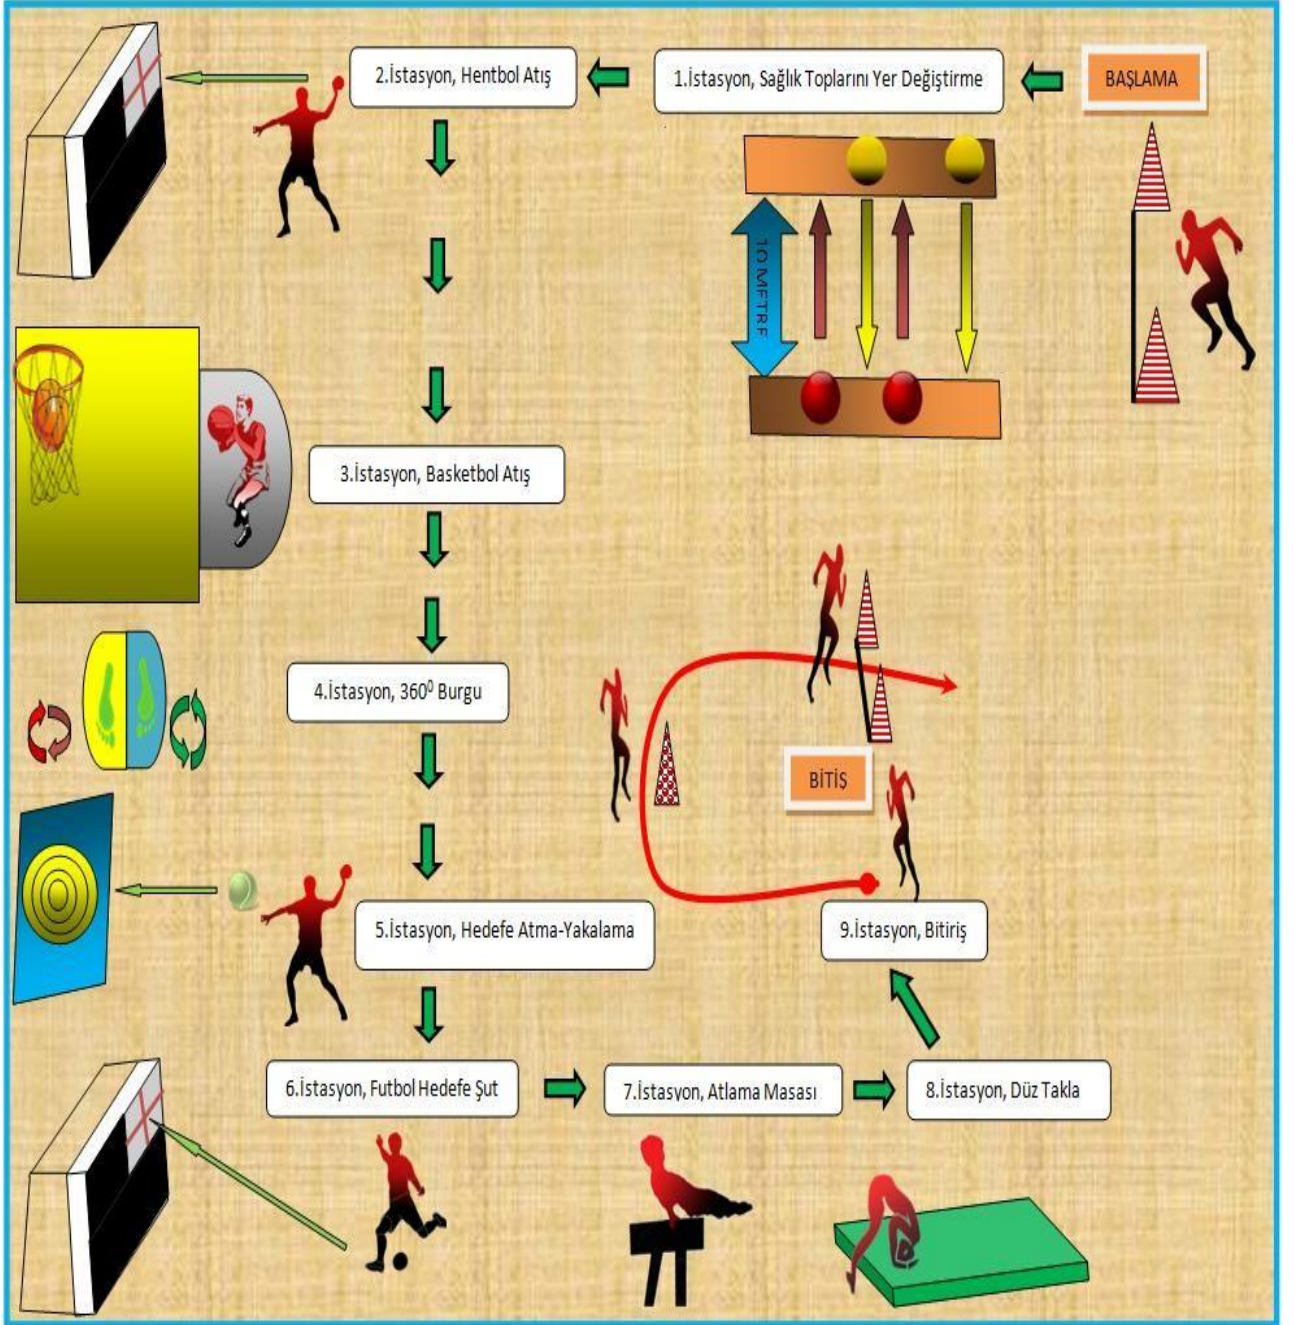 BAŞLAMA
1.İstasyon, Sağlık Toplarını Yer Değiştirme
2.İstasyon, Hentbol Atış
10 METRE
3.İstasyon, Basketbol Atış
4.İstasyon, 360⁰ Burgu
5.İstasyon, Hedefe Atma-Yakalama
6.İstasyon, Futbol Hedefe Şut
7.İstasyon, Atlama Masası
8.İstasyon, Düz Takla
9.İstasyon, Bitiriş
BİTİŞ